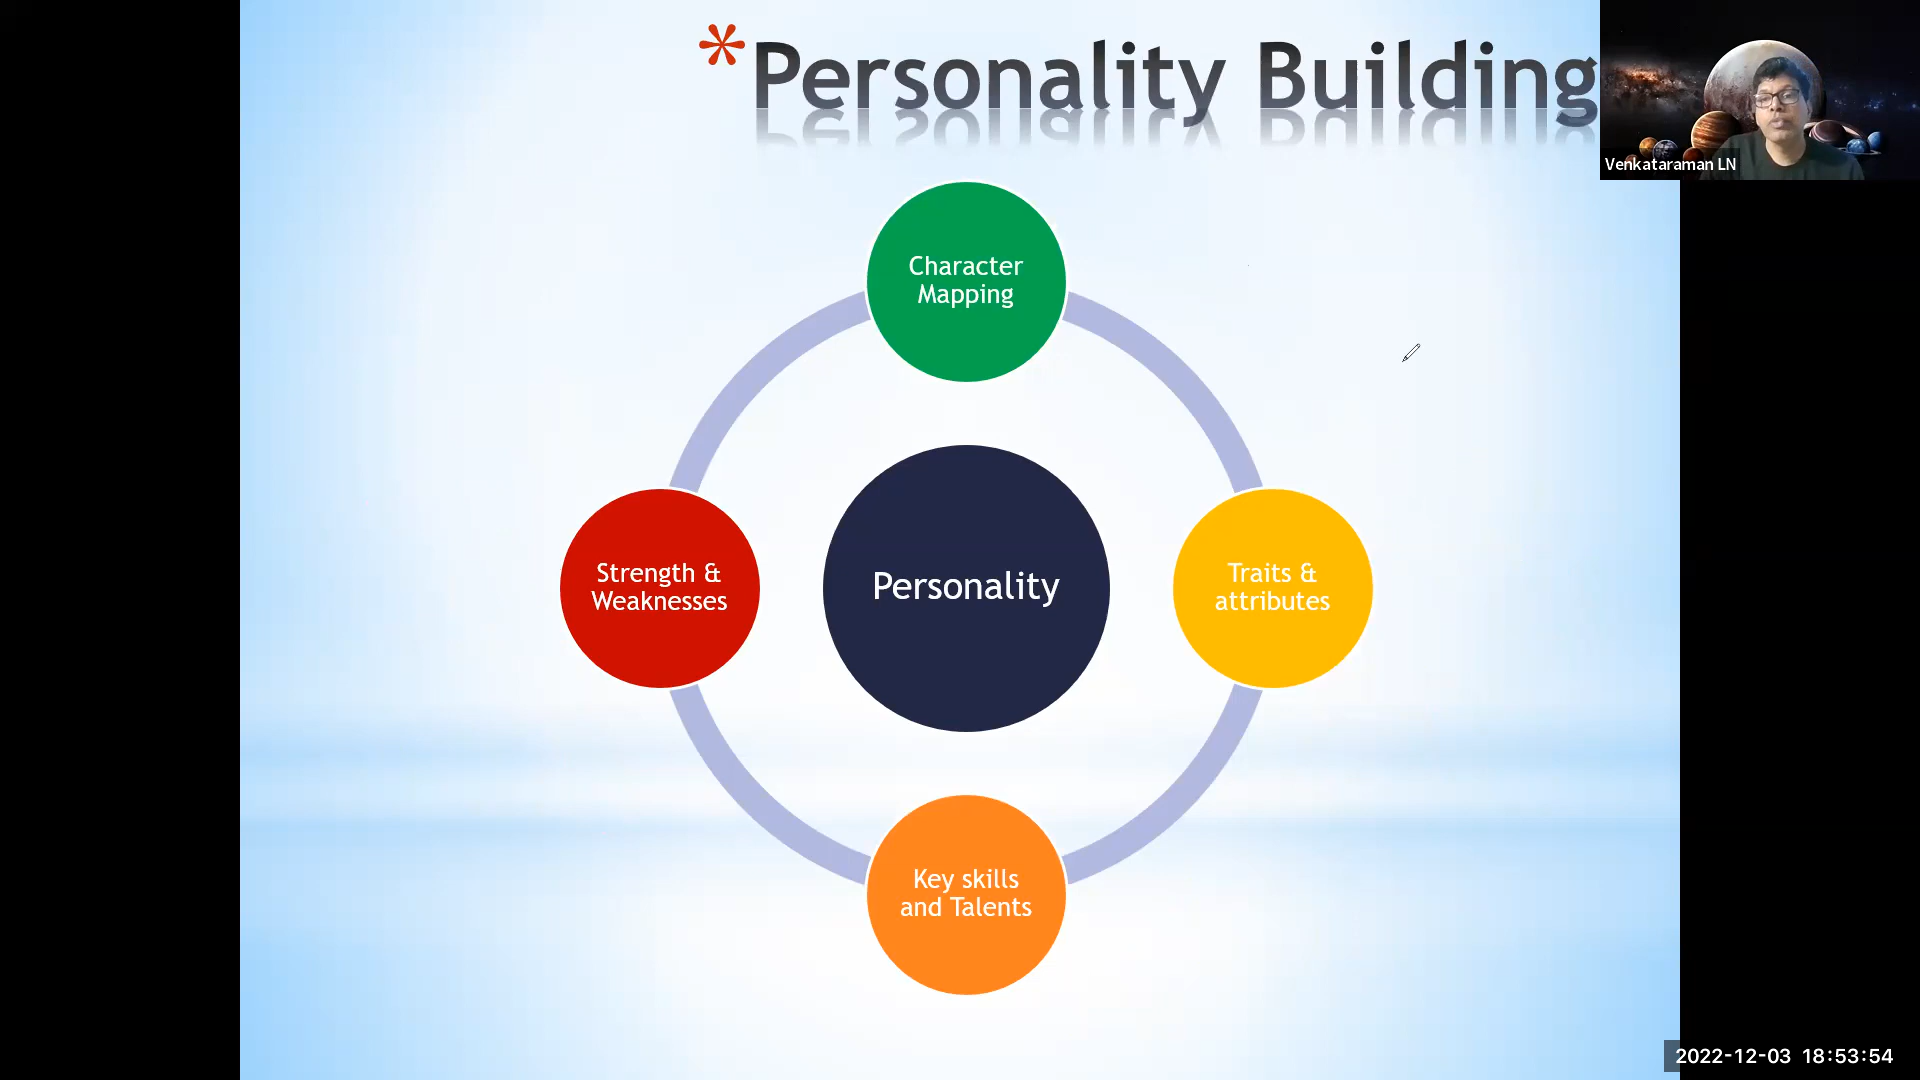 *Personality Building
Venkataraman LN
Character
Mapping
Strength &
Weaknesses
Personality
Traits &
attributes
Key skills
and Talents
2022-12-03 18:53:54